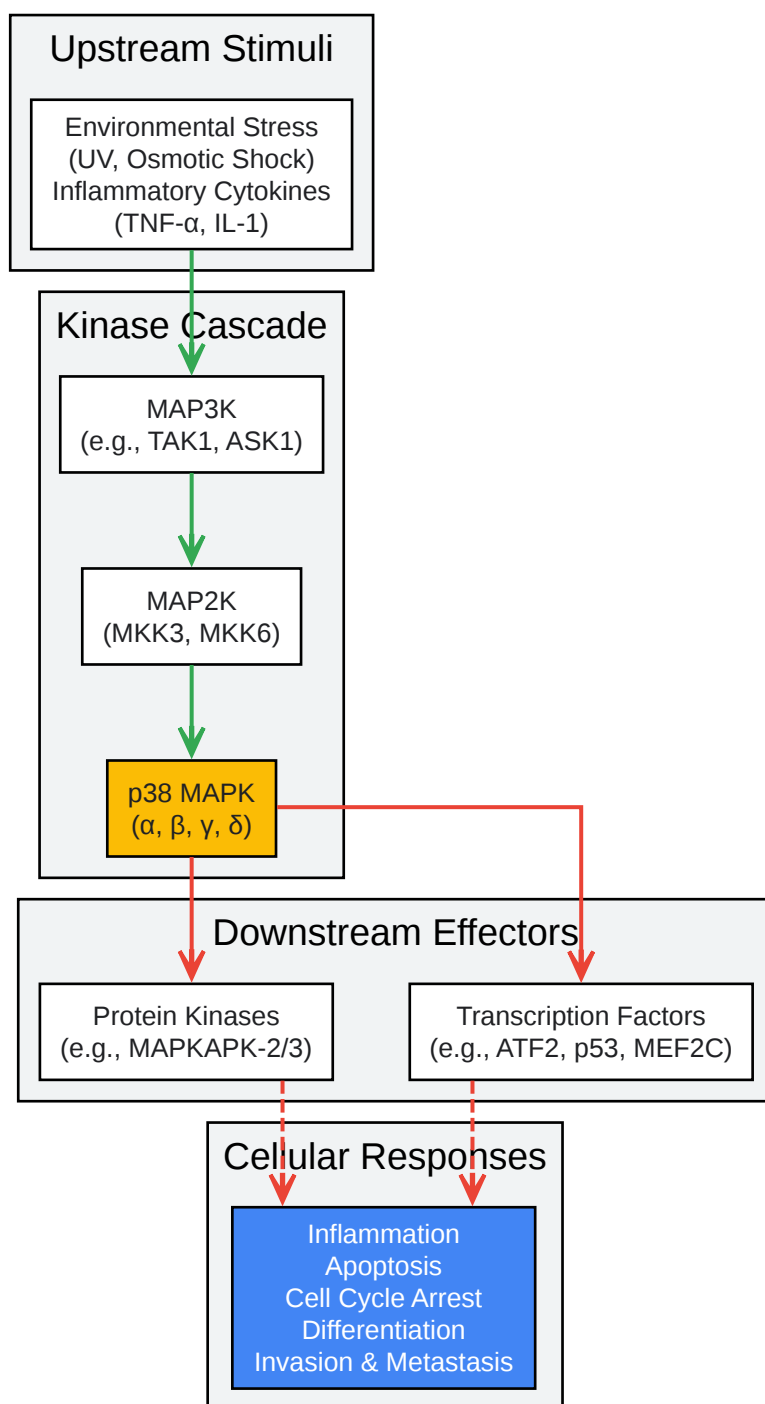 Upstream Stimuli
Environmental Stress
(UV, Osmotic Shock)
Inflammatory Cytokines
(TNF-α, IL-1)
Kinase Cascade
MAP3K
(e.g., TAK1, ASK1)
MAP2K
(MKK3, MKK6)
p38 MAPK
(α, β, γ, δ)
Downstream Effectors
Protein Kinases
(e.g., MAPKAPK-2/3)
Transcription Factors
(e.g., ATF2, p53, MEF2C)
Cellular Responses
Inflammation
Apoptosis
Cell Cycle Arrest
Differentiation
Invasion & Metastasis